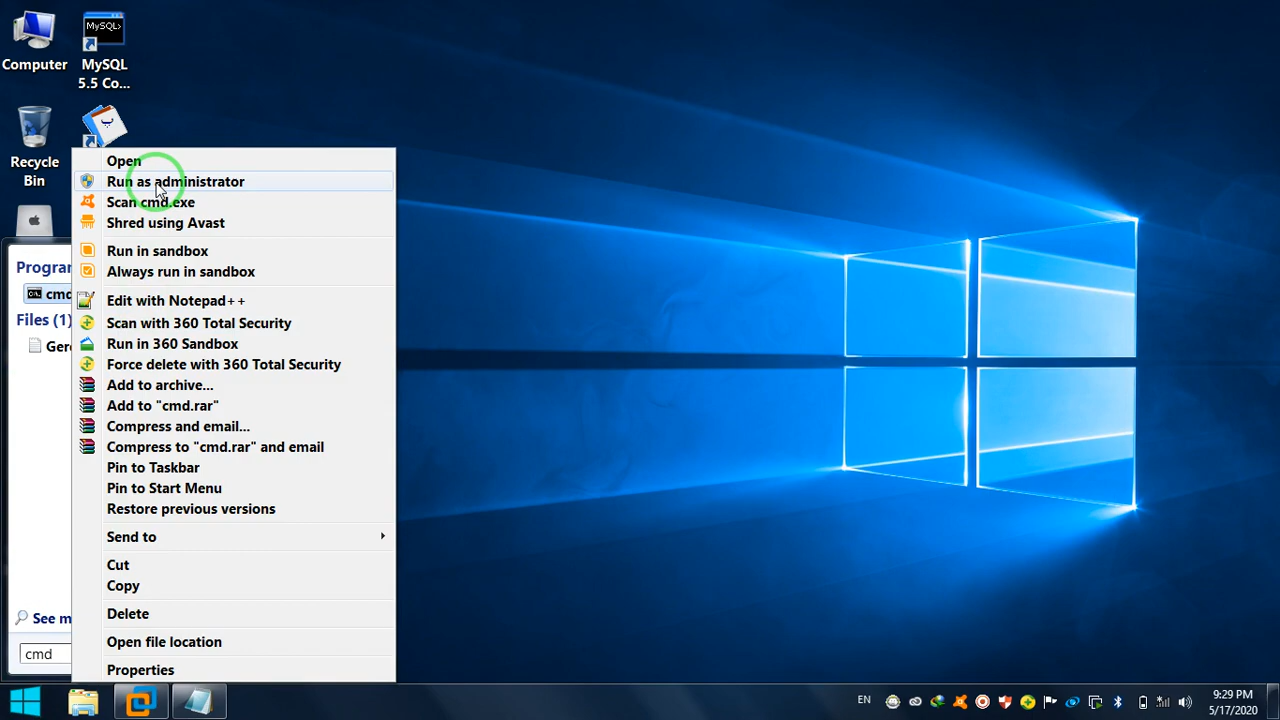 Computer
MySQL
5.5 Co...
MySQL>
Recycle
Bin
Open
Run as administrator
Scan cmd.exe
Shred using Avast
Run in sandbox
Always run in sandbox
Edit with Notepad++
Scan with 360 Total Security
Run in 360 Sandbox
Force delete with 360 Total Security
Add to archive...
Add to "cmd.rar"
Compress and email...
Compress to "cmd.rar" and email
Pin to Taskbar
Pin to Start Menu
Restore previous versions
Send to
Cut
Copy
Delete
Open file location
Properties
Program
cmd
Files (1)
Gero
See m
cmd
EN
9:29 PM
5/17/2020